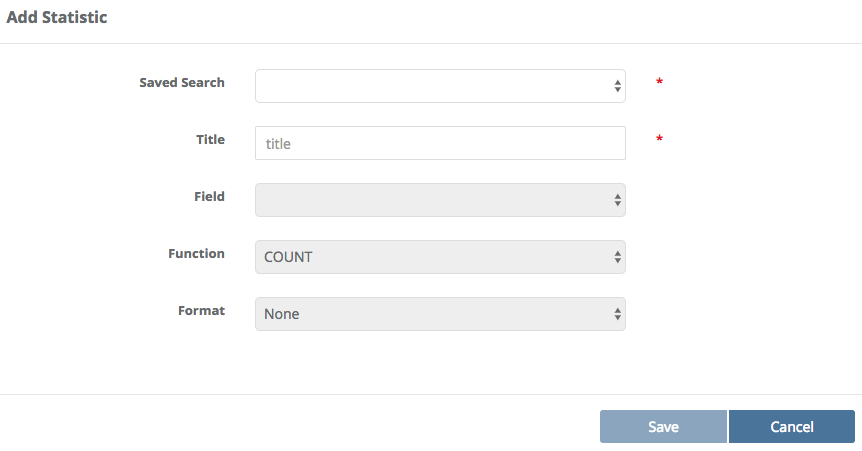 Add Statistic
Saved Search *
Title title *
Field
Function COUNT
Format None
Save Cancel